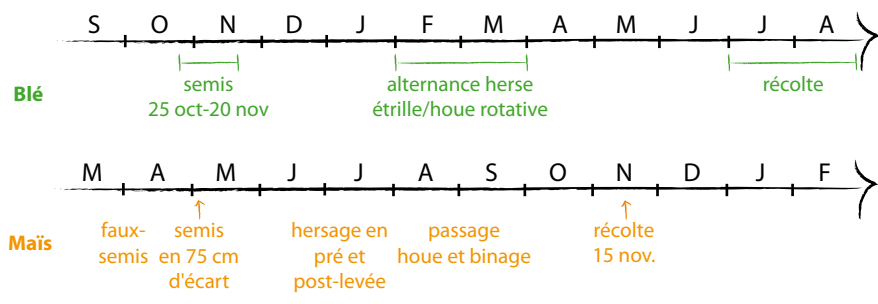 S O N D J F M A M J J A
Blé
semis
25 oct-20 nov
alternance herse
étrille/houe rotative
récolte
M A M J J A S O N D J F
Maïs
faux-
semis
semis
en 75 cm
d'écart
hersage en
pré et
post-levée
passage
houe et binage
récolte
15 nov.